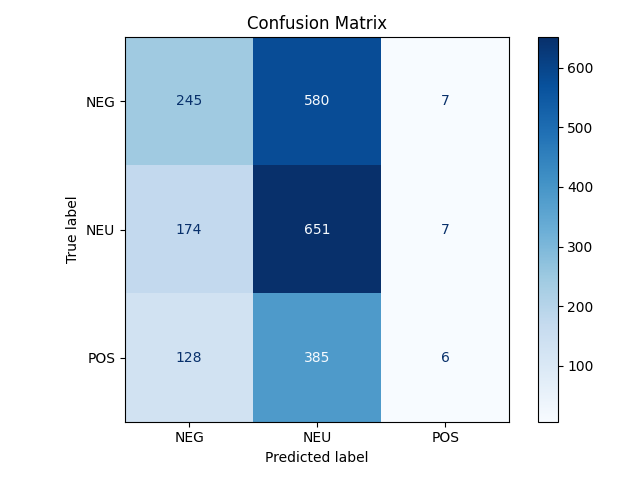 Confusion Matrix
NEG 245 580 7
NEU 174 651 7
POS 128 385 6
NEG NEU POS
Predicted label
True label
600
500
400
300
200
100